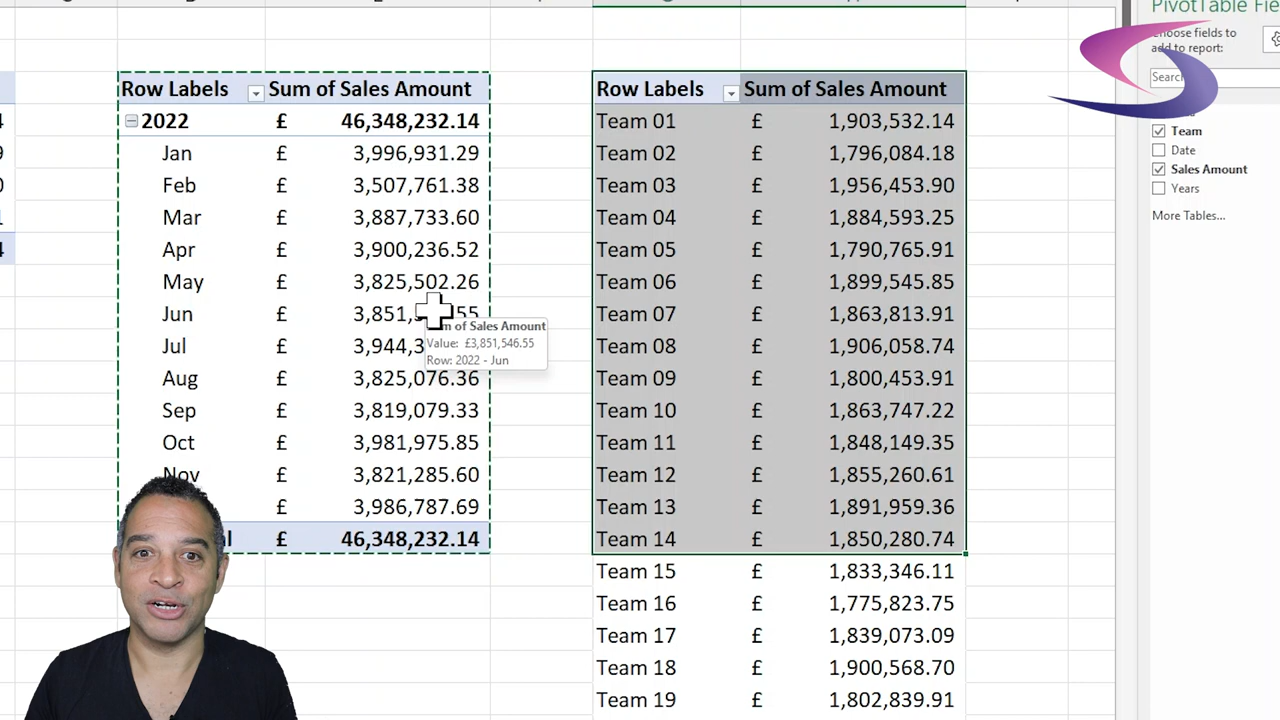 PivotTable Fie
choose fields to
add to report:
Search
Team
Date
Sales Amount
Years
More Tables...
Row Labels Sum of Sales Amount
2022 £ 46,348,232.14
Jan 3,996,931.29
Feb £ 3,507,761.38
Mar £ 3,887,733.60
Apr £ 3,900,236.52
May £ 3,825,502.26
Jun £ 3,851, 55
Jul £ 3,944,3
Aug £ 3,825,076.36
Sep £ 3,819,079.33
Oct £ 3,981,975.85
Nov £ 3,821,285.60
£ 3,986,787.69
l £ 46,348,232.14
of Sales Amount
Value: £3,851,546.55
Row: 2022 - Jun
Row Labels Sum of Sales Amount
Team 01 £ 1,903,532.14
Team 02 £ 1,796,084.18
Team 03 £ 1,956,453.90
Team 04 £ 1,884,593.25
Team 05 £ 1,790,765.91
Team 06 £ 1,899,545.85
Team 07 £ 1,863,813.91
Team 08 £ 1,906,058.74
Team 09 £ 1,800,453.91
Team 10 £ 1,863,747.22
Team 11 £ 1,848,149.35
Team 12 £ 1,855,260.61
Team 13 £ 1,891,959.36
Team 14 £ 1,850,280.74
Team 15 £ 1,833,346.11
Team 16 £ 1,775,823.75
Team 17 £ 1,839,073.09
Team 18 £ 1,900,568.70
Team 19 £ 1,802,839.91